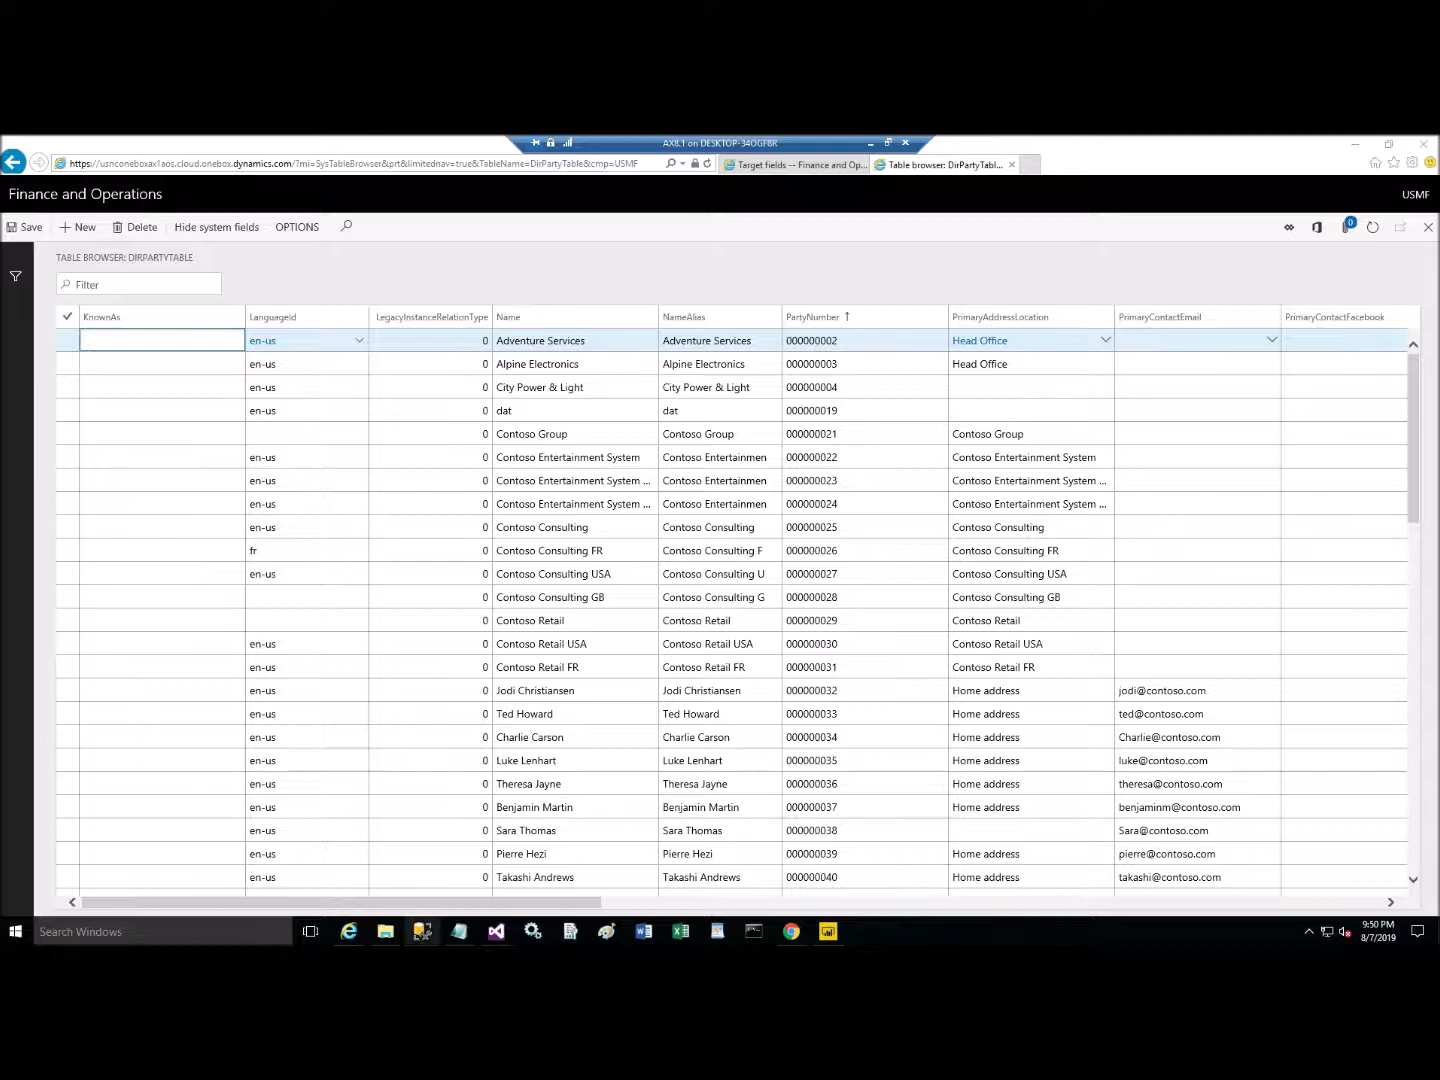 AX8.1 on DESKTOP-34OGF8R
https://usnconeboxax1aos.cloud.onebox.dynamics.com/?mi=SysTableBrowser&prt&limitednav=true&TableName=DirPartyTable&cmp=USMF
Target fields -- Finance and Op...
Table browser: DirPartyTabl...
Finance and Operations
USMF
Save
New
Delete
Hide system fields
OPTIONS
0
TABLE BROWSER: DIRPARTYTABLE
Filter
KnownAs LanguageId LegacyInstanceRelationType Name NameAlias PartyNumber PrimaryAddressLocation PrimaryContactEmail PrimaryContactFacebook
en-us 0 Adventure Services Adventure Services 000000002 Head Office
en-us 0 Alpine Electronics Alpine Electronics 000000003 Head Office
en-us 0 City Power & Light City Power & Light 000000004
en-us 0 dat dat 000000019
0 Contoso Group Contoso Group 000000021 Contoso Group
en-us 0 Contoso Entertainment System Contoso Entertainmen 000000022 Contoso Entertainment System
en-us 0 Contoso Entertainment System ... Contoso Entertainmen 000000023 Contoso Entertainment System ...
en-us 0 Contoso Entertainment System ... Contoso Entertainmen 000000024 Contoso Entertainment System ...
en-us 0 Contoso Consulting Contoso Consulting 000000025 Contoso Consulting
fr 0 Contoso Consulting FR Contoso Consulting F 000000026 Contoso Consulting FR
en-us 0 Contoso Consulting USA Contoso Consulting U 000000027 Contoso Consulting USA
0 Contoso Consulting GB Contoso Consulting G 000000028 Contoso Consulting GB
0 Contoso Retail Contoso Retail 000000029 Contoso Retail
en-us 0 Contoso Retail USA Contoso Retail USA 000000030 Contoso Retail USA
en-us 0 Contoso Retail FR Contoso Retail FR 000000031 Contoso Retail FR
en-us 0 Jodi Christiansen Jodi Christiansen 000000032 Home address jodi@contoso.com
en-us 0 Ted Howard Ted Howard 000000033 Home address ted@contoso.com
en-us 0 Charlie Carson Charlie Carson 000000034 Home address Charlie@contoso.com
en-us 0 Luke Lenhart Luke Lenhart 000000035 Home address luke@contoso.com
en-us 0 Theresa Jayne Theresa Jayne 000000036 Home address theresa@contoso.com
en-us 0 Benjamin Martin Benjamin Martin 000000037 Home address benjaminm@contoso.com
en-us 0 Sara Thomas Sara Thomas 000000038 Sara@contoso.com
en-us 0 Pierre Hezi Pierre Hezi 000000039 Home address pierre@contoso.com
en-us 0 Takashi Andrews Takashi Andrews 000000040 Home address takashi@contoso.com
Search Windows
9:50 PM
8/7/2019